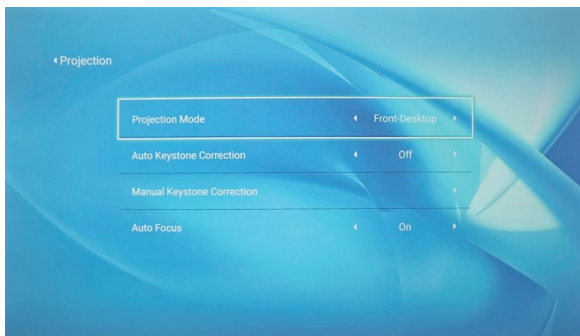 Projection
Projection Mode Front-Desktop
Auto Keystone Correction Off
Manual Keystone Correction
Auto Focus On